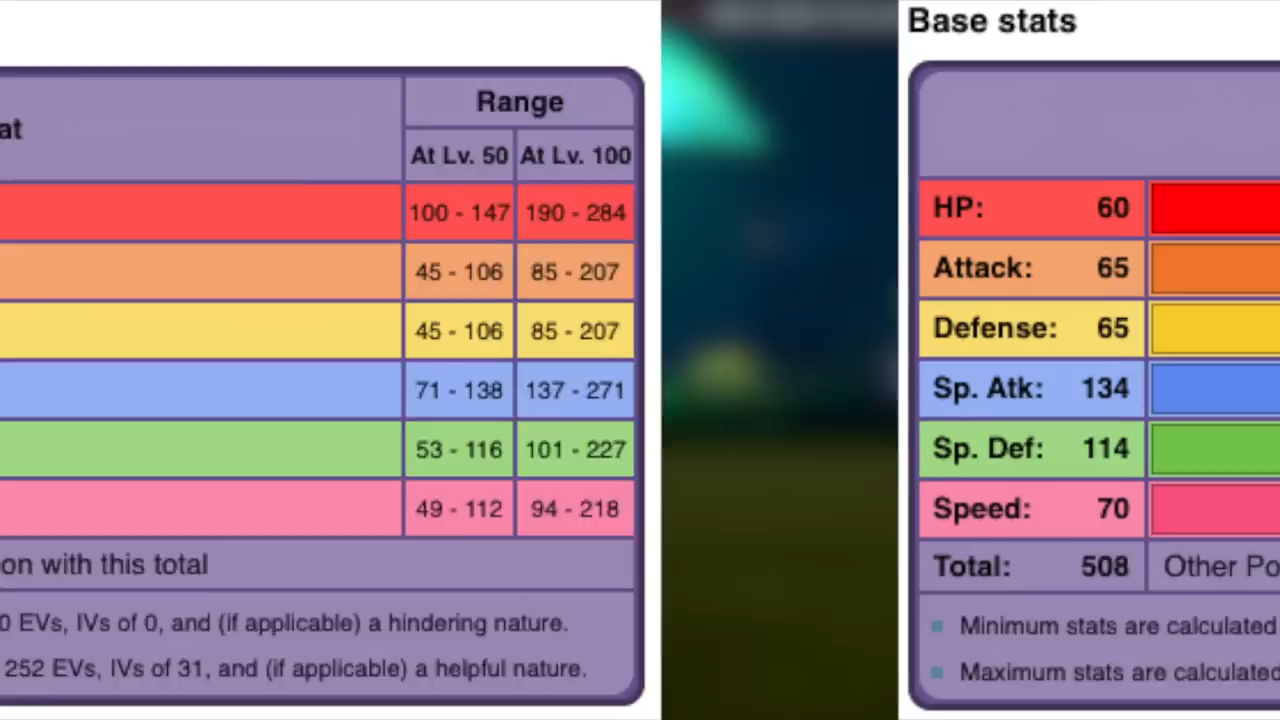 at
Range
At Lv. 50 At Lv. 100
100 - 147 190 - 284
45 - 106 85 - 207
45 - 106 85 - 207
71 - 138 137 - 271
53 - 116 101 - 227
49 - 112 94 - 218
on with this total
0 EVs, IVs of 0, and (if applicable) a hindering nature.
252 EVs, IVs of 31, and (if applicable) a helpful nature.
Base stats
HP: 60
Attack: 65
Defense: 65
Sp. Atk: 134
Sp. Def: 114
Speed: 70
Total: 508 Other Po
Minimum stats are calculated
Maximum stats are calculated